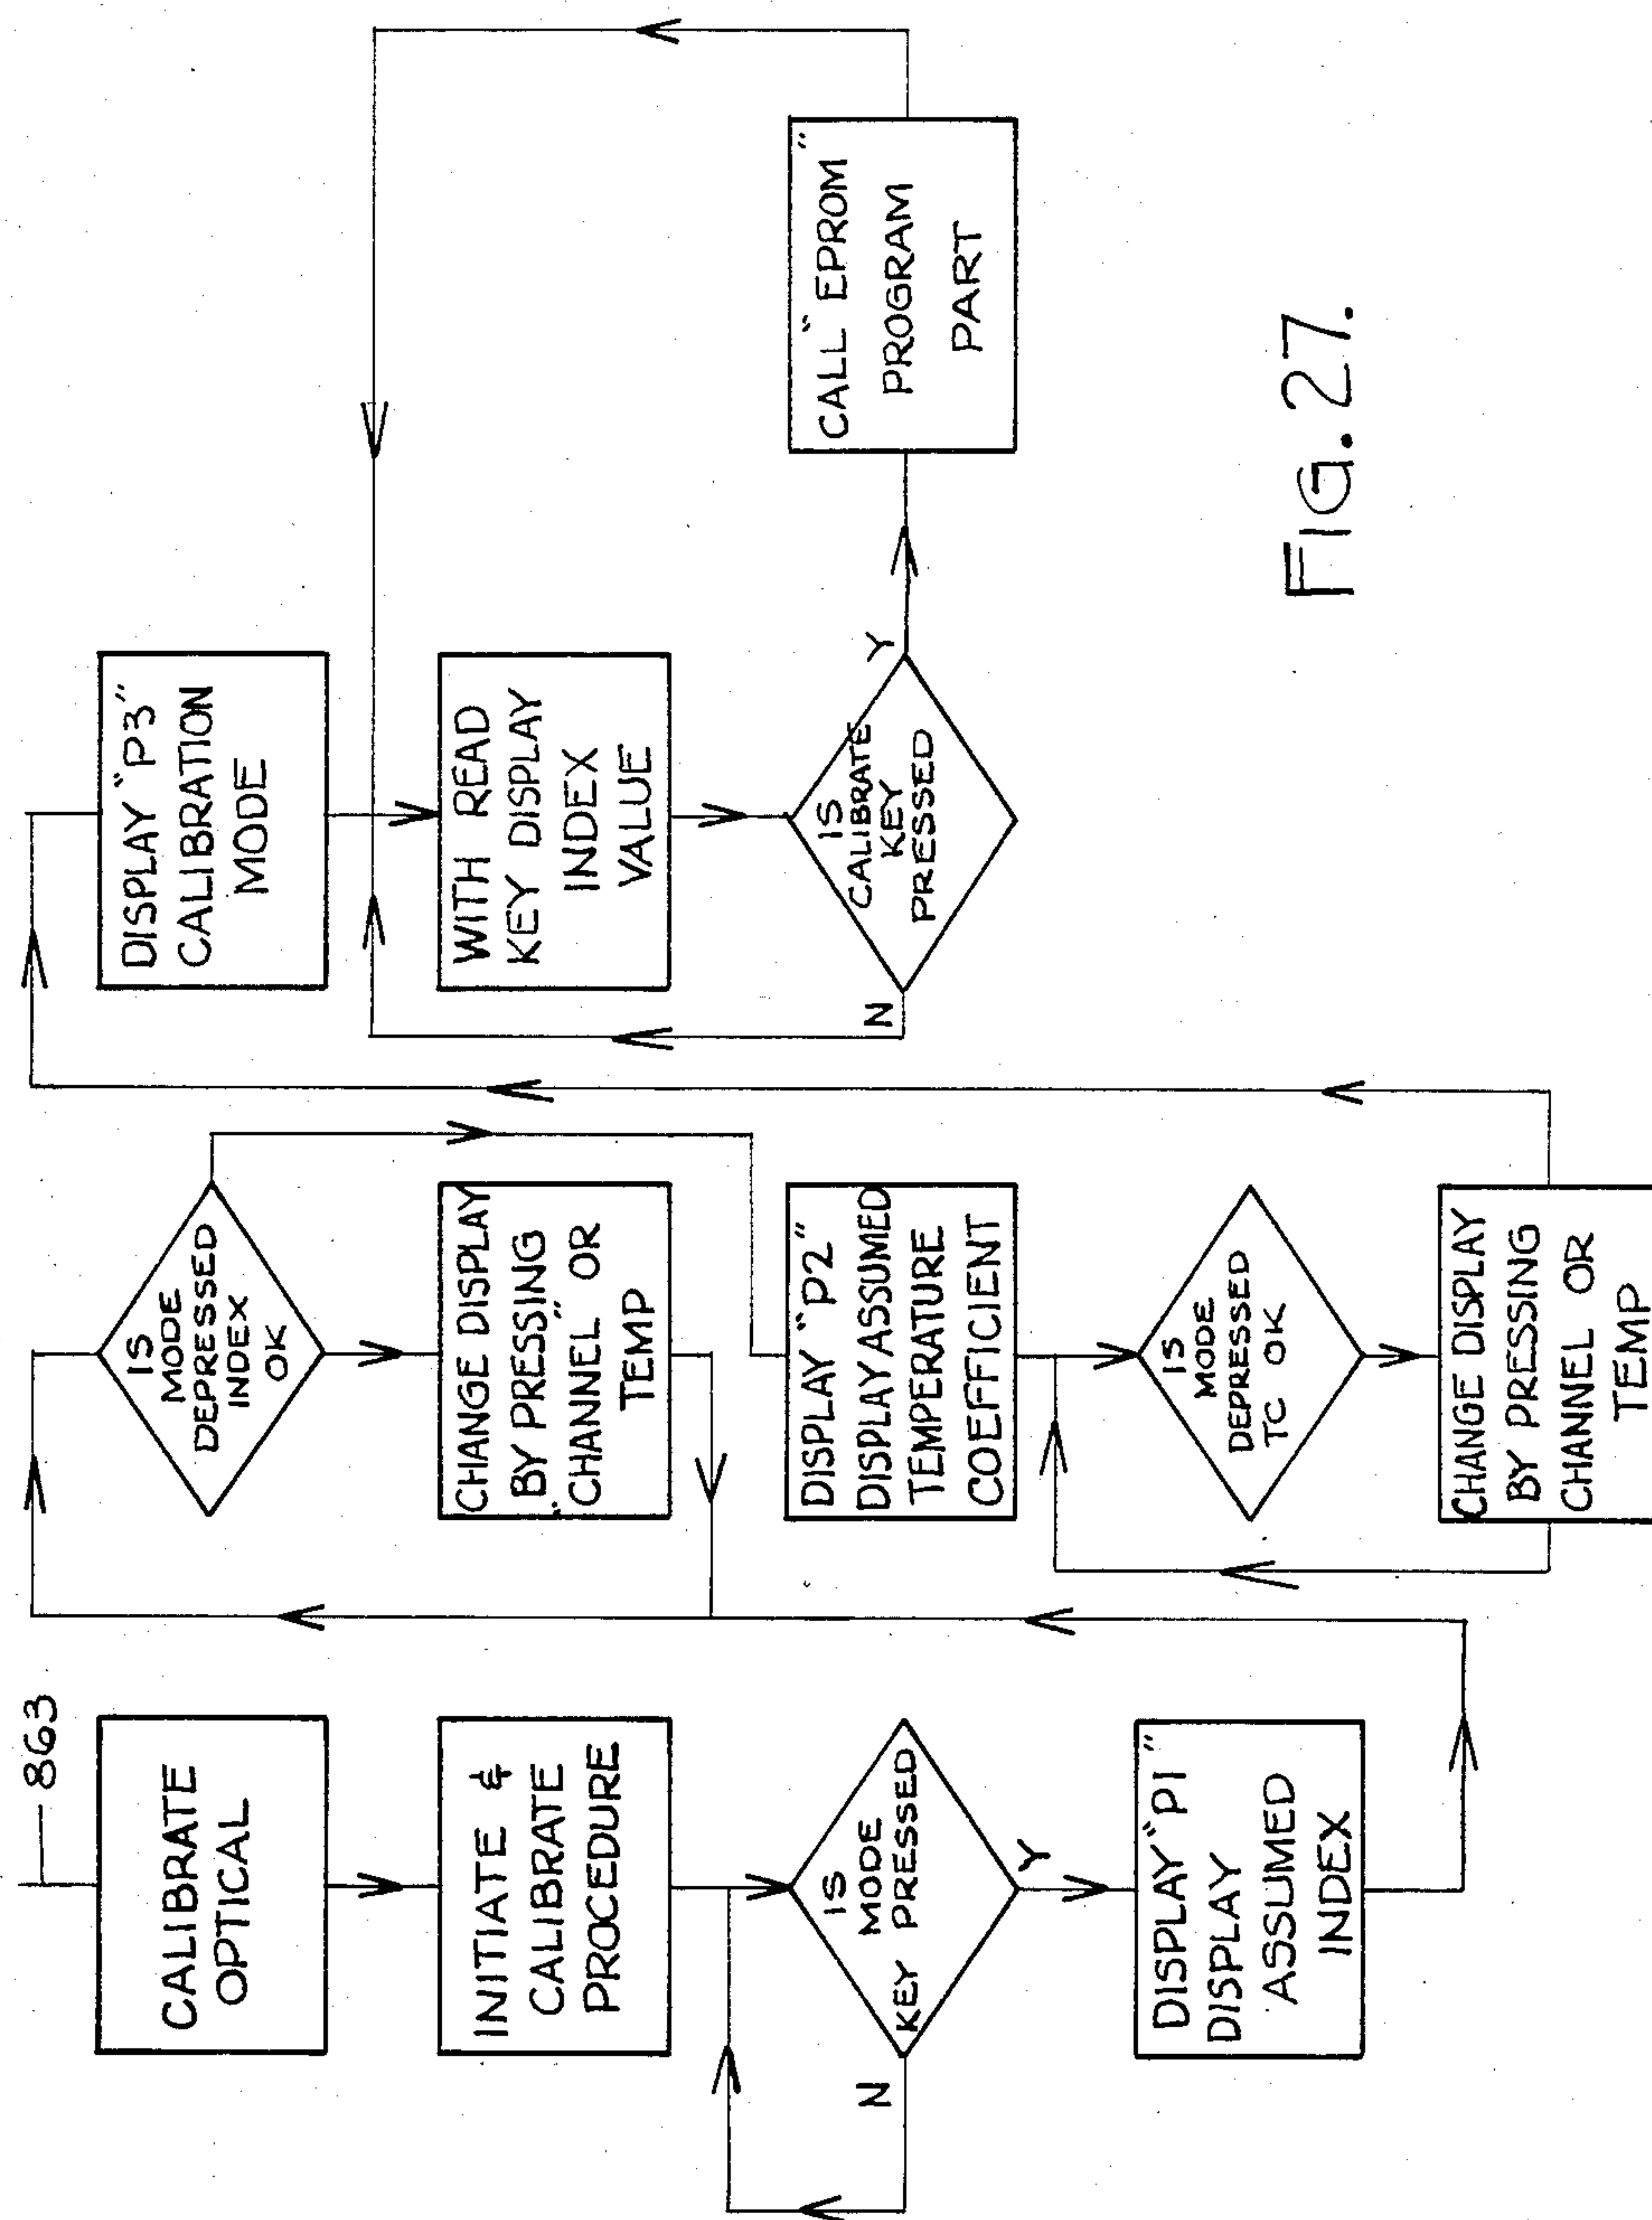 863
CALIBRATE
OPTICAL
INITIATE &
CALIBRATE
PROCEDURE
IS
MODE
KEY PRESSED
N
Y
DISPLAY "P1"
DISPLAY
ASSUMED
INDEX
IS
MODE
DEPRESSED
INDEX
OK
CHANGE DISPLAY
BY PRESSING
"CHANNEL" OR
TEMP
DISPLAY "P2"
DISPLAY ASSUMED
TEMPERATURE
COEFFICIENT
IS
MODE
DEPRESSED
TC OK
CHANGE DISPLAY
BY PRESSING
CHANNEL OR
TEMP
DISPLAY "P3"
CALIBRATION
MODE
WITH READ
KEY DISPLAY
INDEX
VALUE
IS
CALIBRATE
KEY
PRESSED
N
Y
CALL "EPROM"
PROGRAM
PART
FIG. 27.